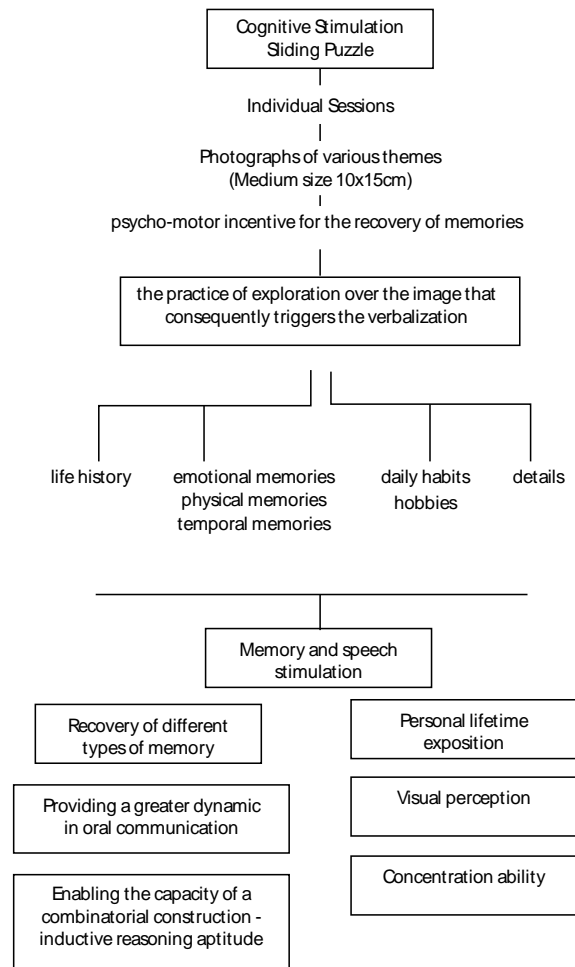 Cognitive Stimulation
Sliding Puzzle
Individual Sessions
Photographs of various themes
(Medium size 10x15cm)
psycho-motor incentive for the recovery of memories
the practice of exploration over the image that
consequently triggers the verbalization
life history
emotional memories
physical memories
temporal memories
daily habits
hobbies
details
Memory and speech
stimulation
Recovery of different
types of memory
Personal lifetime
exposition
Providing a greater dynamic
in oral communication
Visual perception
Enabling the capacity of a
combinatorial construction -
inductive reasoning aptitude
Concentration ability